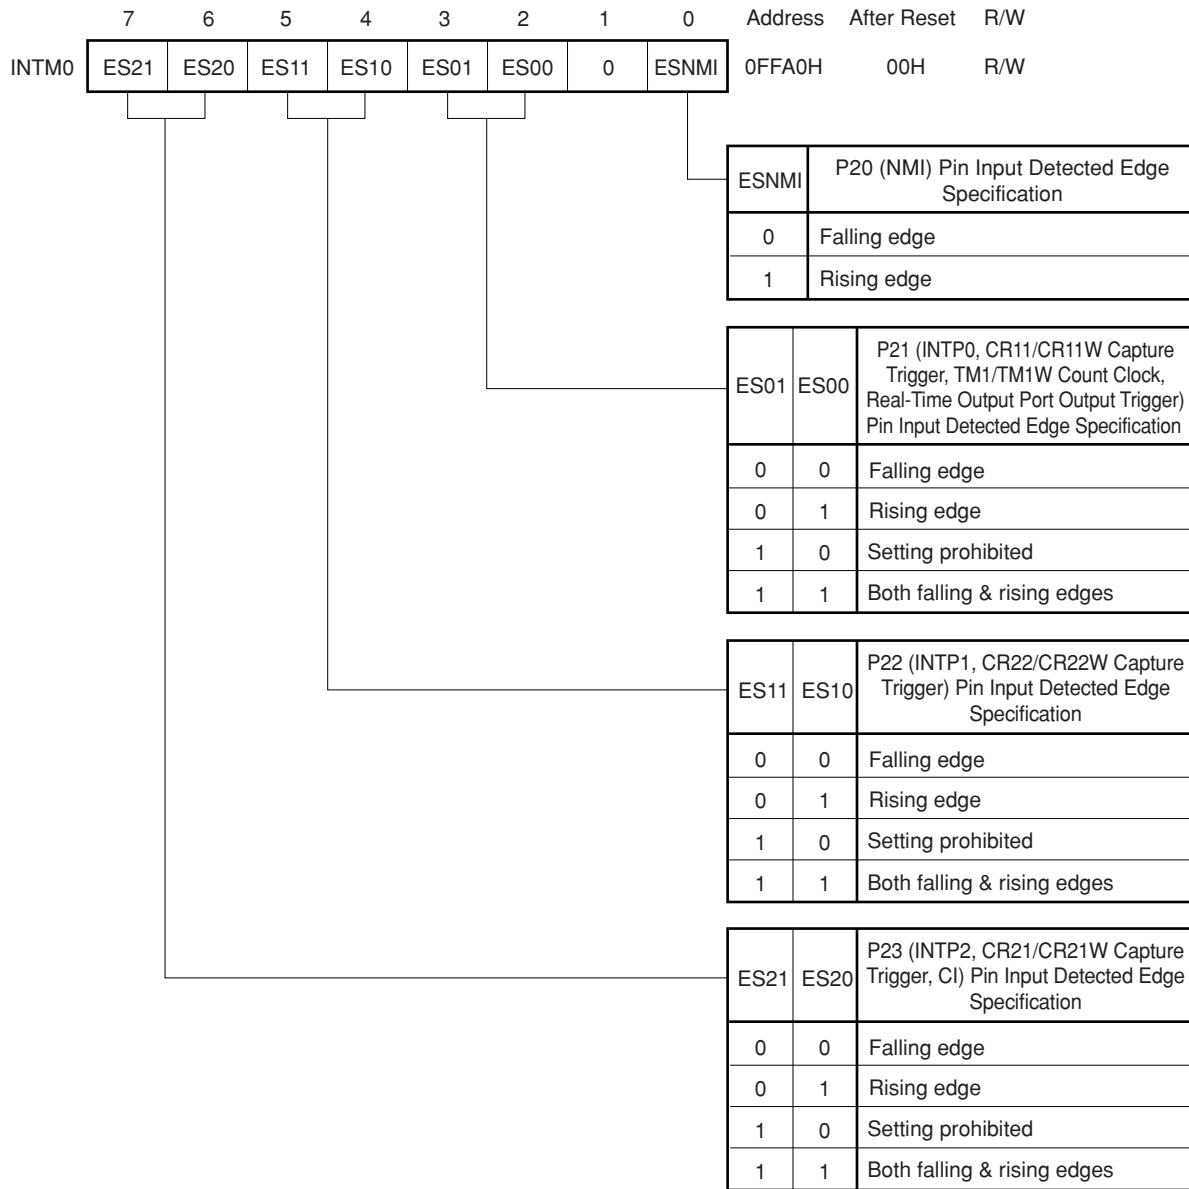 7 6 5 4 3 2 1 0 Address After Reset R/W
INTM0 ES21 ES20 ES11 ES10 ES01 ES00 0 ESNMI 0FFA0H 00H R/W
ESNMI P20 (NMI) Pin Input Detected Edge
Specification
0 Falling edge
1 Rising edge
ES01 ES00 P21 (INTP0, CR11/CR11W Capture
Trigger, TM1/TM1W Count Clock,
Real-Time Output Port Output Trigger)
Pin Input Detected Edge Specification
0 0 Falling edge
0 1 Rising edge
1 0 Setting prohibited
1 1 Both falling & rising edges
ES11 ES10 P22 (INTP1, CR22/CR22W Capture
Trigger) Pin Input Detected Edge
Specification
0 0 Falling edge
0 1 Rising edge
1 0 Setting prohibited
1 1 Both falling & rising edges
ES21 ES20 P23 (INTP2, CR21/CR21W Capture
Trigger, CI) Pin Input Detected Edge
Specification
0 0 Falling edge
0 1 Rising edge
1 0 Setting prohibited
1 1 Both falling & rising edges